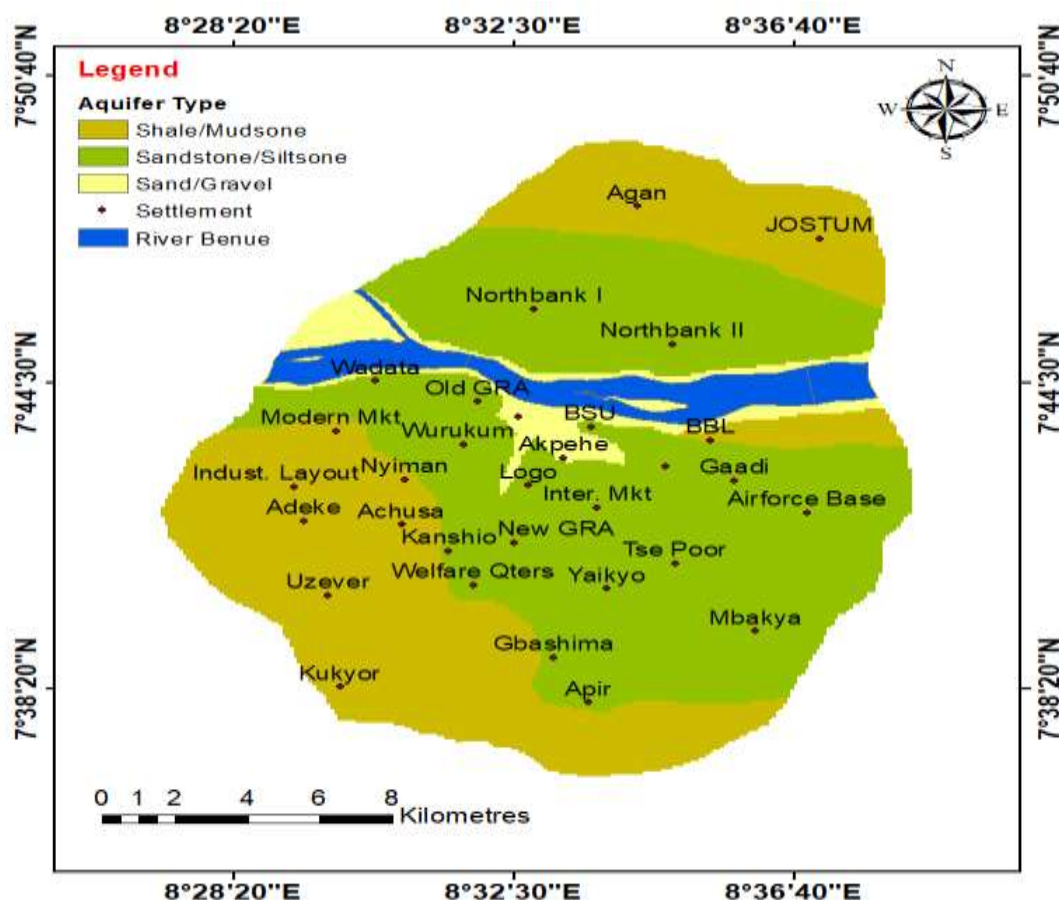 8°28'20"E 8°32'30"E 8°36'40"E
7°50'40"N
7°50'40"N
Legend
Aquifer Type
Shale/Mudsone
Sandstone/Siltsone
Sand/Gravel
Settlement
River Benue
N
W E
S
Agan
JOSTUM
Northbank I
Northbank II
7°44'30"N
7°44'30"N
Wadata
Old GRA
Modern Mkt
BSU
Wurukum
BBL
Akpehe
Indust. Layout
Nyiman
Logo
Gaadi
Inter. Mkt
Airforce Base
Adeke
Achusa
Kanshio
New GRA
Tse Poor
Welfare Qters
Uzever
Yaikyo
Mbakya
Gbashima
Kukyor
Apir
7°38'20"N
7°38'20"N
0 1 2 4 6 8
Kilometres
8°28'20"E 8°32'30"E 8°36'40"E